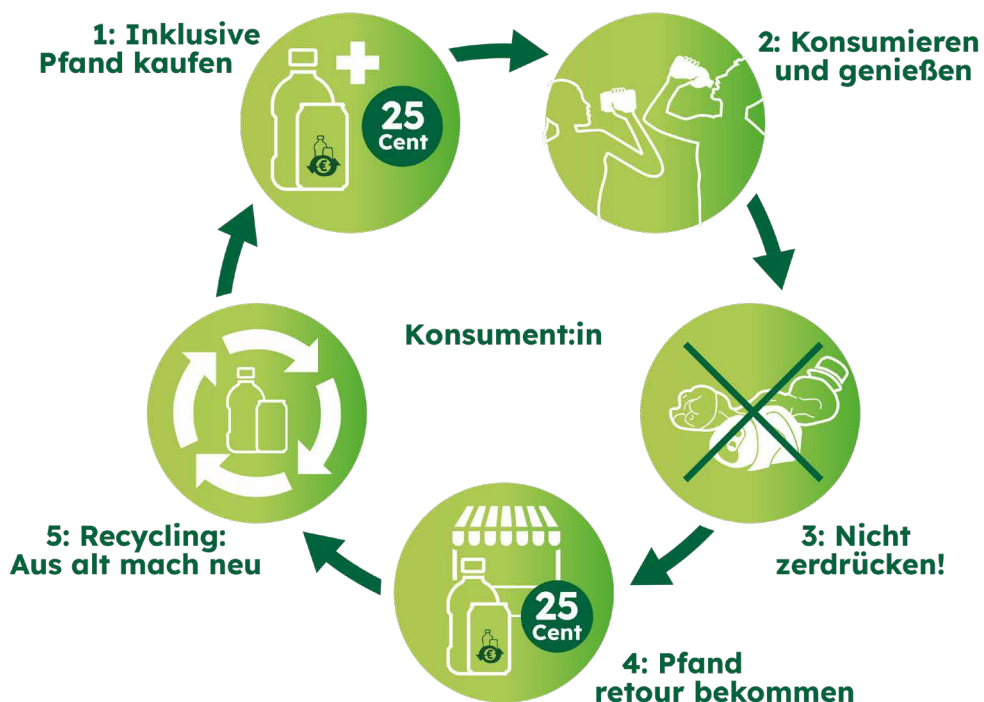 1: Inklusive
Pfand kaufen
25
Cent
€
2: Konsumieren
und genießen
Konsument:in
3: Nicht
zerdrücken!
4: Pfand
retour bekommen
25
Cent
€
5: Recycling:
Aus alt mach neu